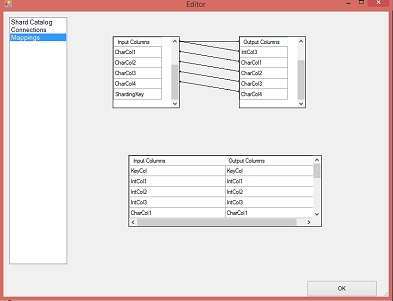 Editor
Shard Catalog
Connections
Mappings
Input Columns
CharCol1
CharCol2
CharCol3
CharCol4
ShardingKey
Output Columns
IntCol3
CharCol1
CharCol2
CharCol3
CharCol4
Input Columns Output Columns
KeyCol KeyCol
IntCol1 IntCol1
IntCol2 IntCol2
IntCol3 IntCol3
CharCol1 CharCol1
OK